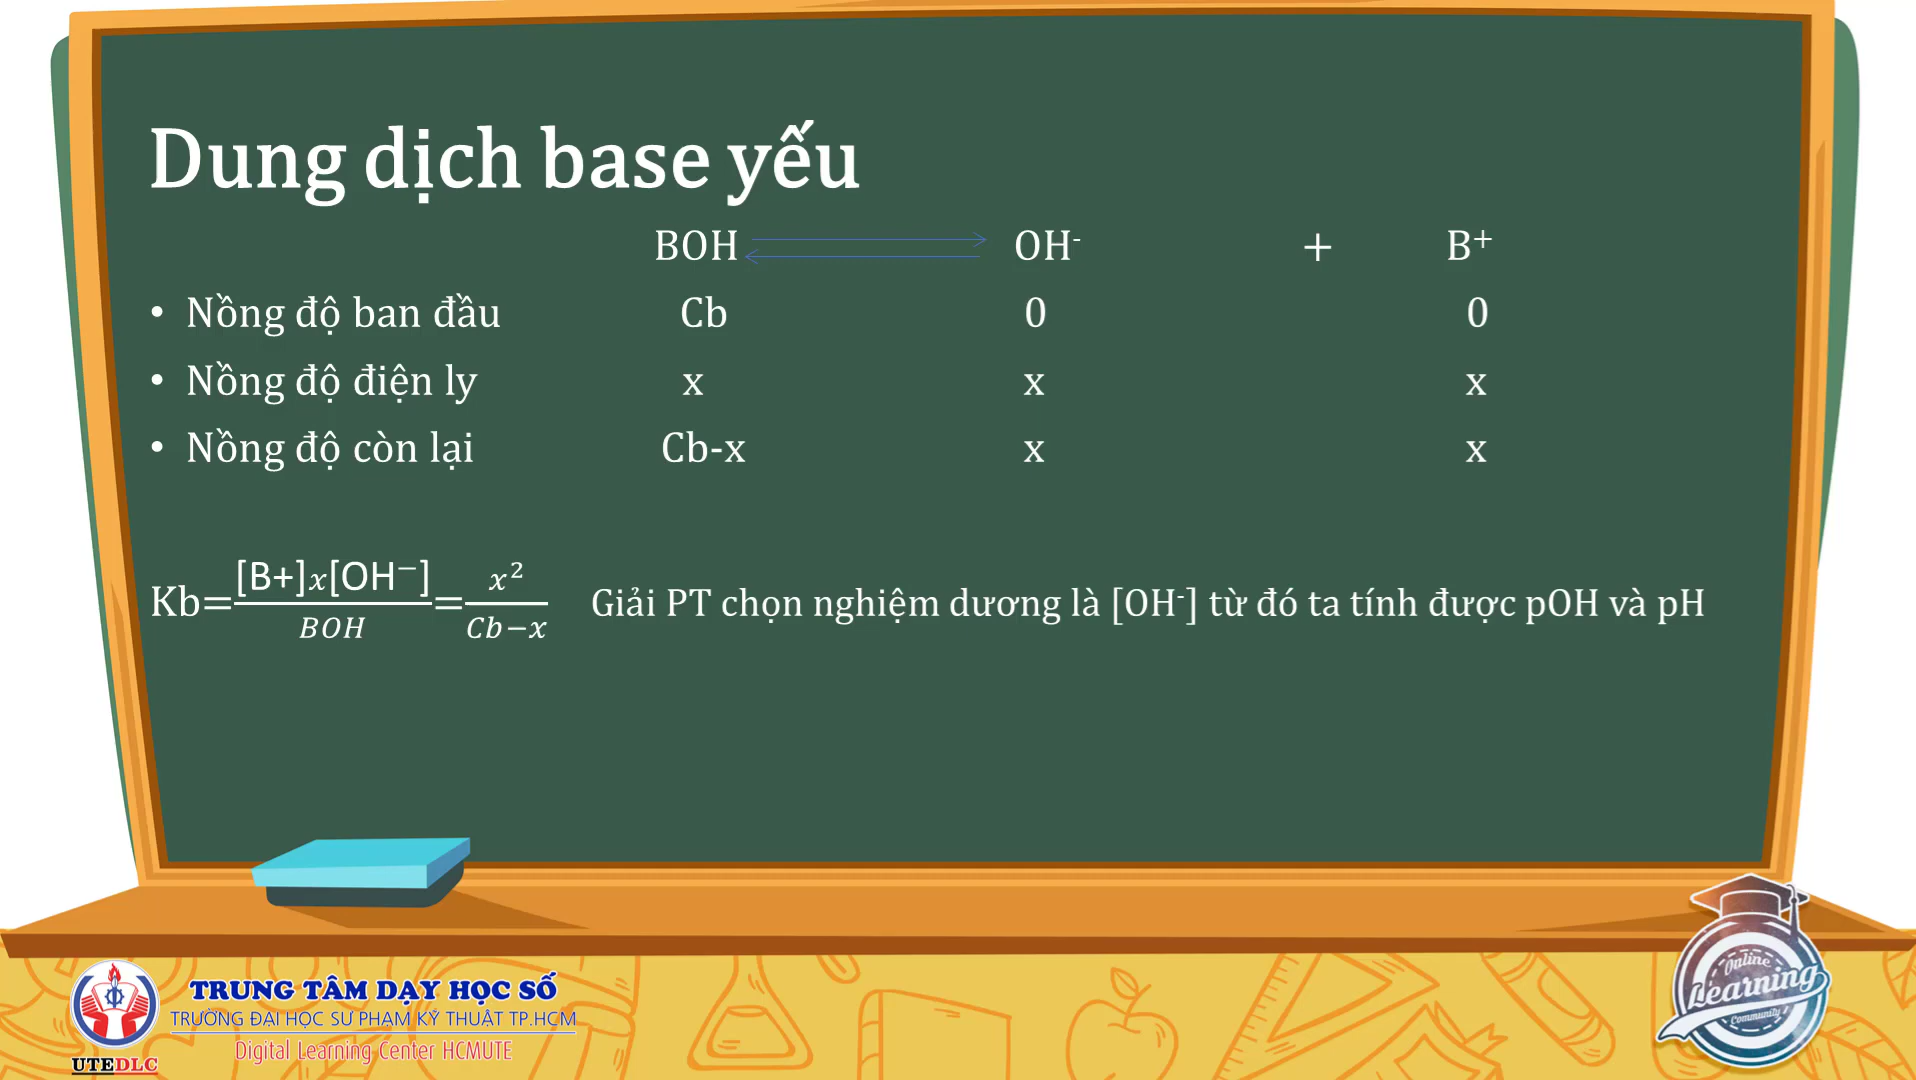 Dung dịch base yếu
BOH ⇌ OH⁻ + B⁺
• Nồng độ ban đầu Cb 0 0
• Nồng độ điện ly x x x
• Nồng độ còn lại Cb-x x x
Kb=[B+]x[OH⁻]/BOH=x²/Cb−x Giải PT chọn nghiệm dương là [OH⁻] từ đó ta tính được pOH và pH
TRUNG TÂM DẠY HỌC SỐ
TRƯỜNG ĐẠI HỌC SƯ PHẠM KỸ THUẬT TP.HCM
Digital Learning Center HCMUTE
UTEDLC
Online
Learning
Community